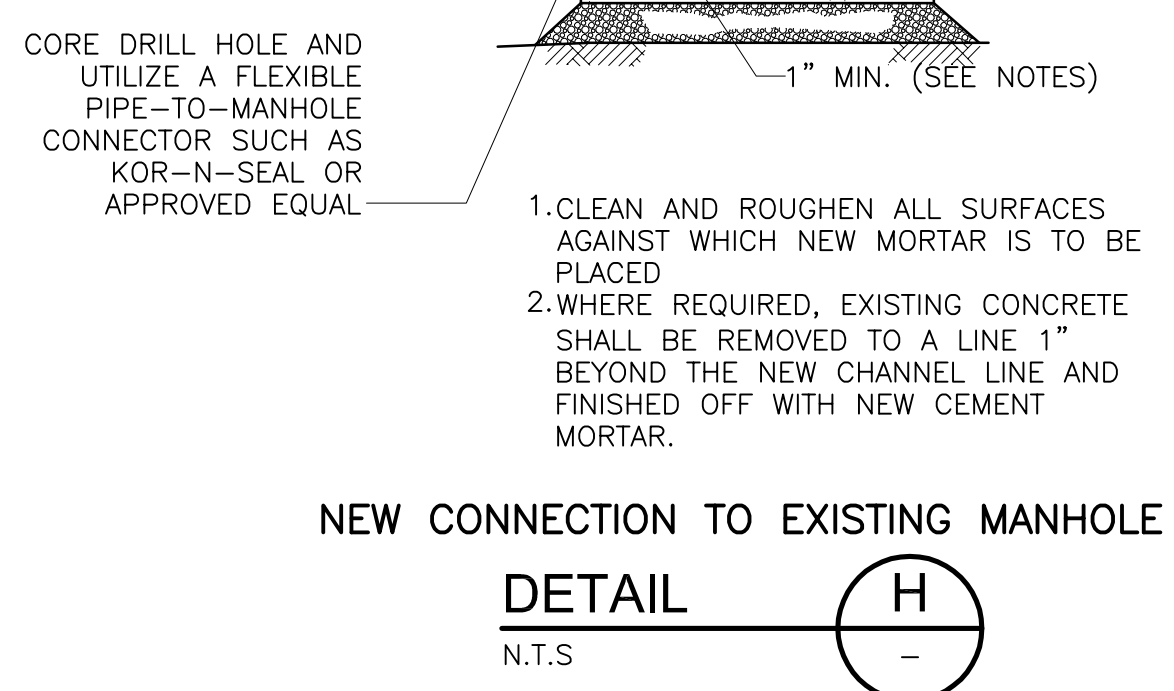 CORE DRILL HOLE AND
UTILIZE A FLEXIBLE
PIPE-TO-MANHOLE
CONNECTOR SUCH AS
KOR-N-SEAL OR
APPROVED EQUAL
1" MIN. (SEE NOTES)
1. CLEAN AND ROUGHEN ALL SURFACES
AGAINST WHICH NEW MORTAR IS TO BE
PLACED
2. WHERE REQUIRED, EXISTING CONCRETE
SHALL BE REMOVED TO A LINE 1"
BEYOND THE NEW CHANNEL LINE AND
FINISHED OFF WITH NEW CEMENT
MORTAR.
NEW CONNECTION TO EXISTING MANHOLE
DETAIL
H
N.T.S
-